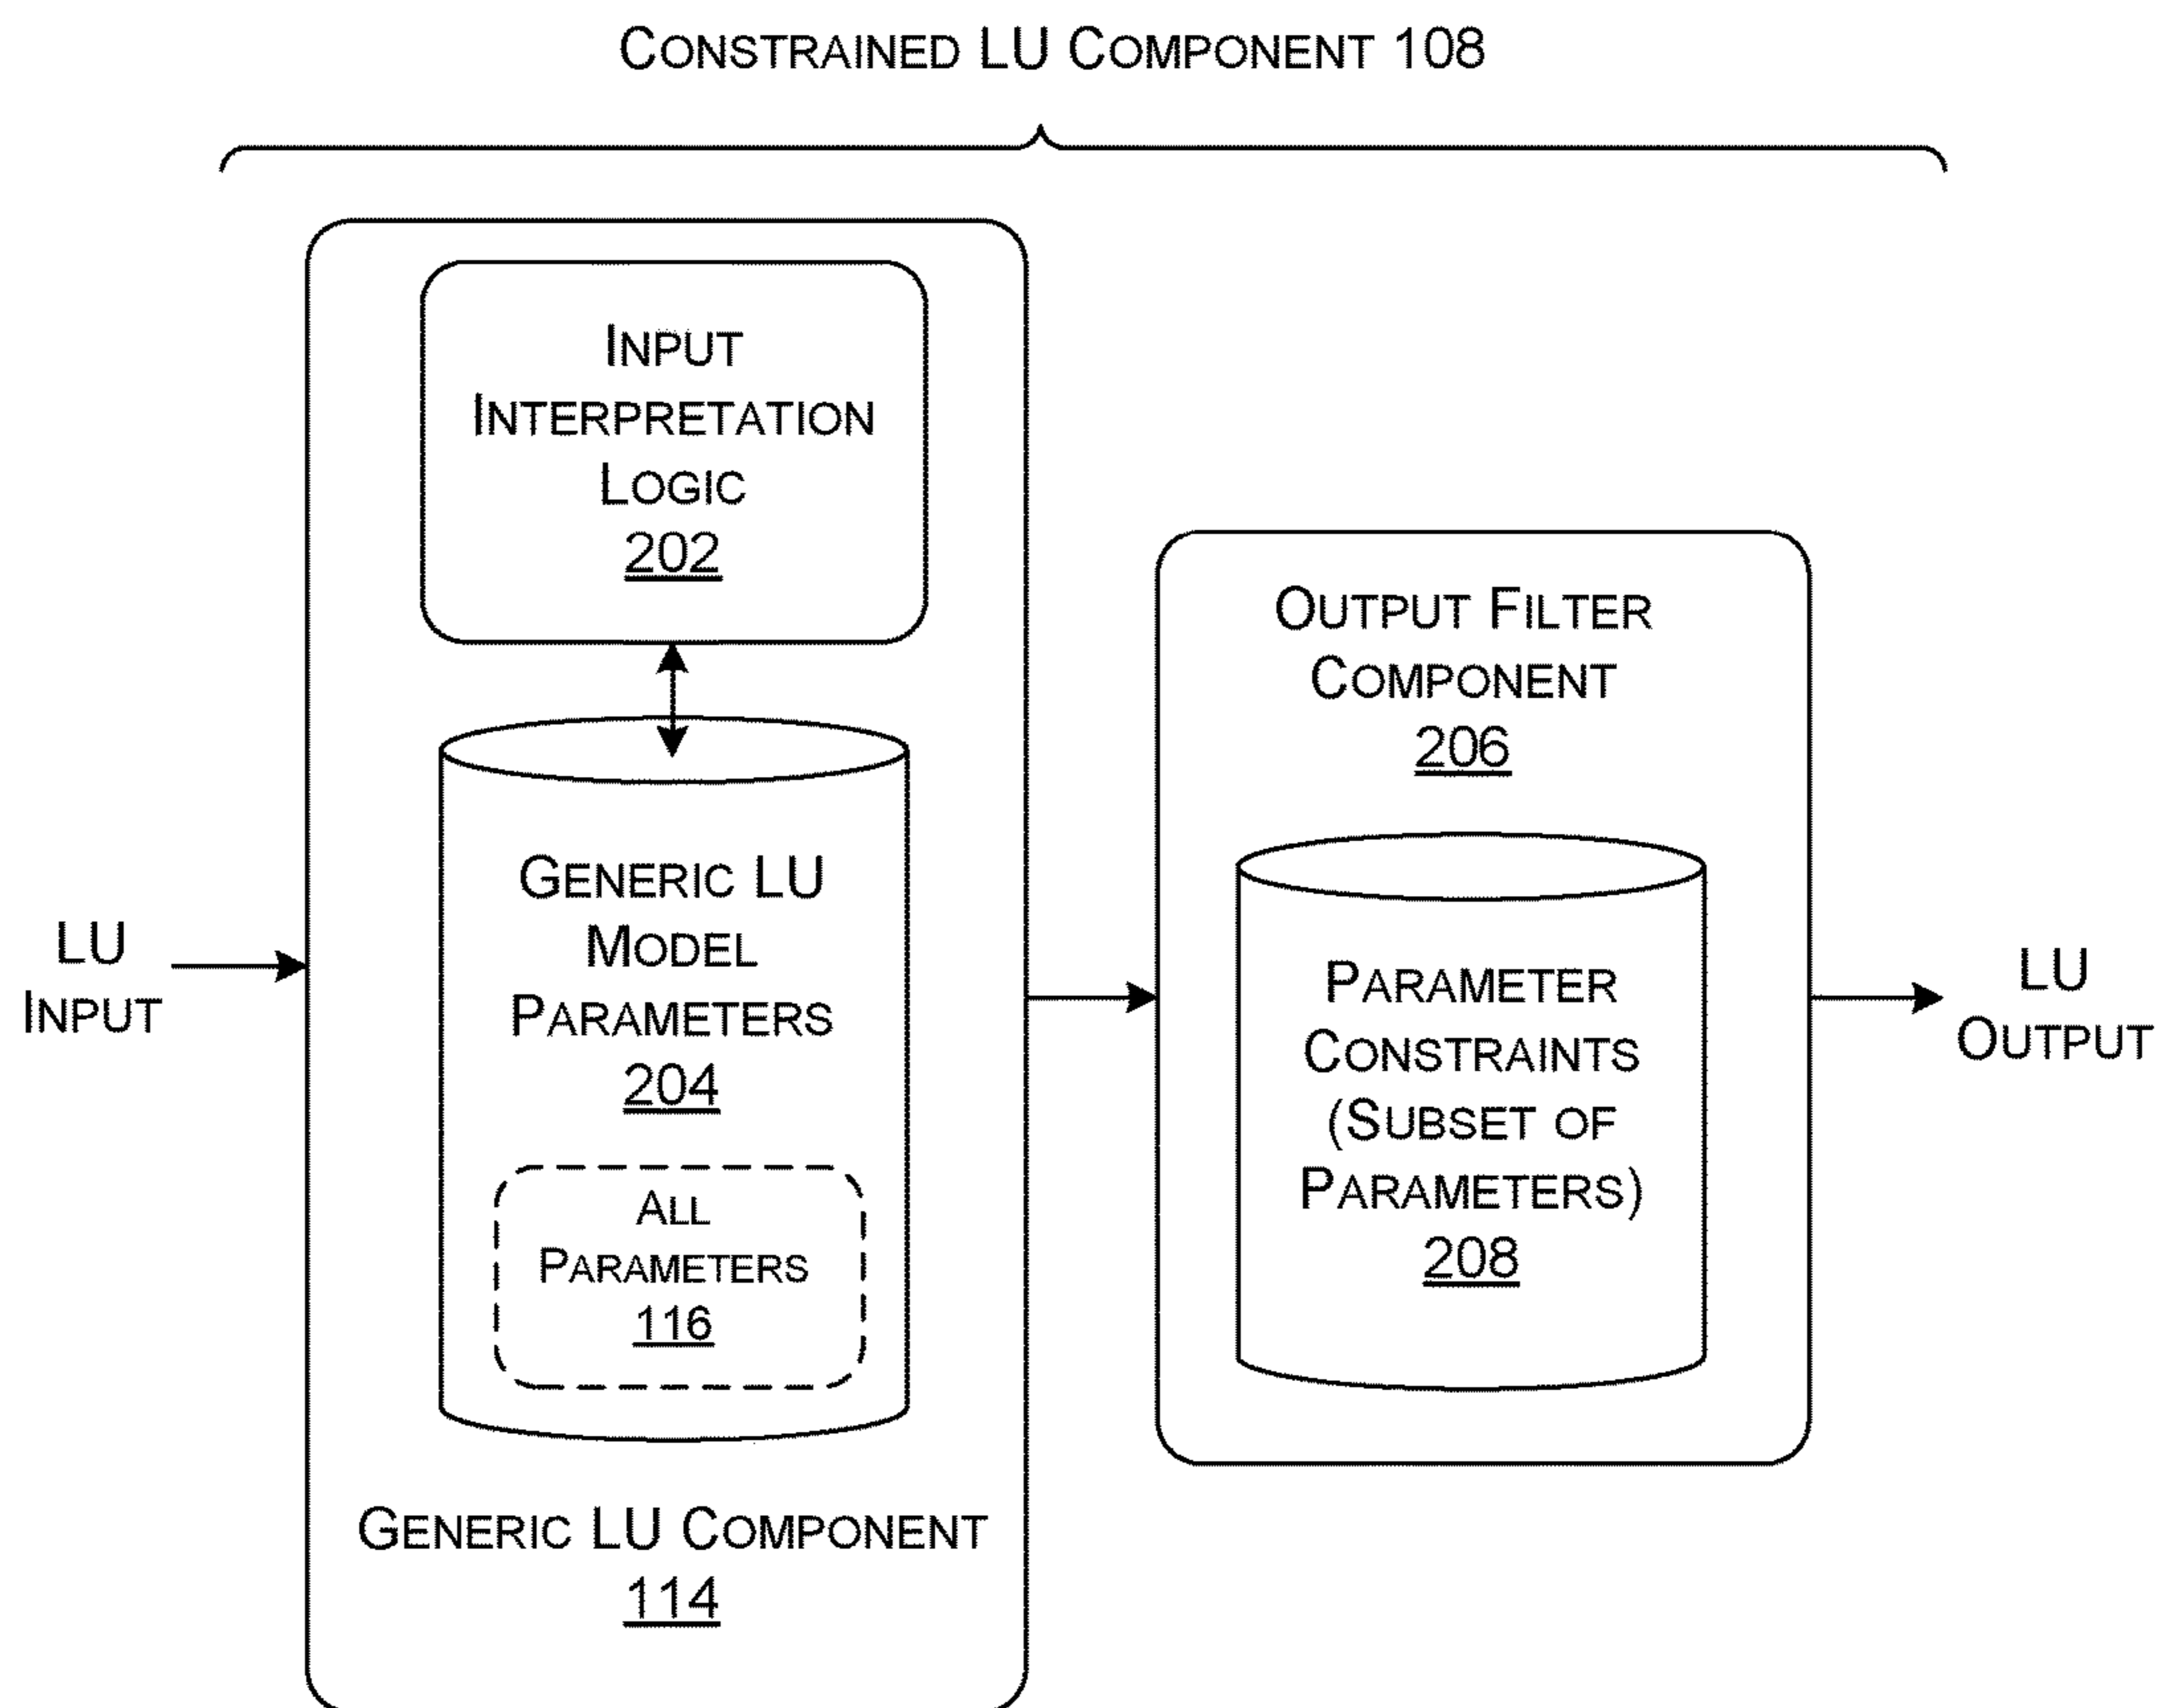 CONSTRAINED LU COMPONENT 108
INPUT
INTERPRETATION
LOGIC
202
GENERIC LU
MODEL
PARAMETERS
204
ALL
PARAMETERS
116
GENERIC LU COMPONENT
114
LU
INPUT
OUTPUT FILTER
COMPONENT
206
PARAMETER
CONSTRAINTS
(SUBSET OF
PARAMETERS)
208
LU
OUTPUT